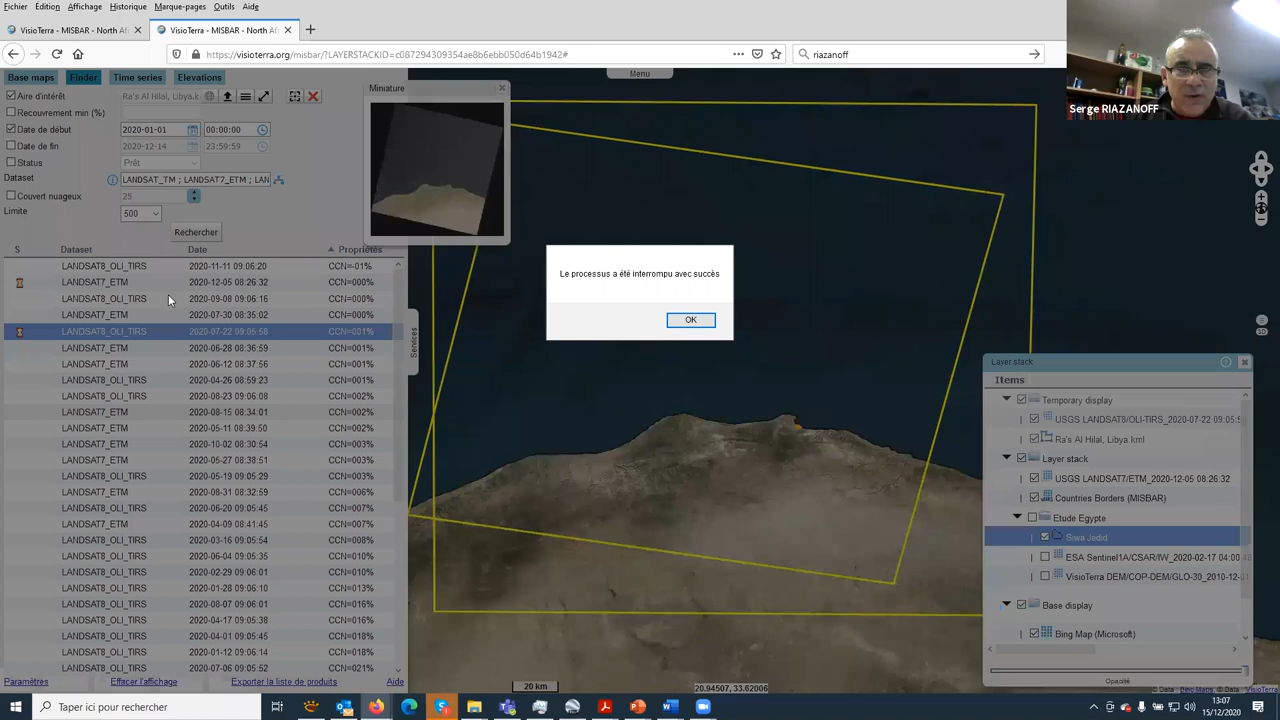 Fichier Édition Affichage Historique Marque-pages Outils Aide
VisioTerra - MISBAR - North Af
VisioTerra - MISBAR - North Afri
https://visioterra.org/misbar/?LAYERSTACKID=c087294309354ae8b6ebb050d64b1942#
riazanoff
Serge RIAZANOFF
Base maps Finder Time series Elevations
Menu
Aire d'intérêt Ra's Al Hilal, Libya.k
Recouvrement min (%)
Date de début 2020-01-01 00:00:00
Date de fin 2020-12-14 23:59:59
Status Prêt
Dataset LANDSAT_TM ; LANDSAT7_ETM ; LAN
Couvert nuageux 25
Limite
500
Rechercher
Miniature
S Dataset Date Propriétés
LANDSAT8_OLI_TIRS 2020-11-11 09:06:20 CCN=-01%
LANDSAT7_ETM 2020-12-05 08:26:32 CCN=000%
LANDSAT8_OLI_TIRS 2020-09-08 09:06:16 CCN=000%
LANDSAT7_ETM 2020-07-30 08:35:02 CCN=000%
LANDSAT8_OLI_TIRS 2020-07-22 09:05:58 CCN=001%
LANDSAT7_ETM 2020-06-28 08:36:59 CCN=001%
LANDSAT7_ETM 2020-06-12 08:37:56 CCN=001%
LANDSAT8_OLI_TIRS 2020-04-26 08:59:23 CCN=001%
LANDSAT8_OLI_TIRS 2020-08-23 09:06:08 CCN=002%
LANDSAT7_ETM 2020-08-15 08:34:01 CCN=002%
LANDSAT7_ETM 2020-05-11 08:39:50 CCN=002%
LANDSAT7_ETM 2020-10-02 08:30:54 CCN=003%
LANDSAT7_ETM 2020-05-27 08:38:51 CCN=003%
LANDSAT8_OLI_TIRS 2020-05-19 09:05:29 CCN=003%
LANDSAT7_ETM 2020-08-31 08:32:59 CCN=006%
LANDSAT8_OLI_TIRS 2020-06-20 09:05:45 CCN=007%
LANDSAT7_ETM 2020-04-09 08:41:45 CCN=007%
LANDSAT8_OLI_TIRS 2020-03-16 09:05:54 CCN=008%
LANDSAT8_OLI_TIRS 2020-06-04 09:05:35 CCN=010%
LANDSAT8_OLI_TIRS 2020-02-29 09:06:01 CCN=010%
LANDSAT8_OLI_TIRS 2020-01-28 09:06:10 CCN=013%
LANDSAT8_OLI_TIRS 2020-08-07 09:06:01 CCN=016%
LANDSAT8_OLI_TIRS 2020-04-17 09:05:38 CCN=016%
LANDSAT8_OLI_TIRS 2020-04-01 09:05:45 CCN=018%
LANDSAT8_OLI_TIRS 2020-01-12 09:06:14 CCN=018%
LANDSAT8_OLI_TIRS 2020-07-06 09:05:52 CCN=021%
Paramètres Effacer l'affichage Exporter la liste de produits Aide
Services
Le processus a été interrompu avec succès
OK
3D
Layer stack
Items
Temporary display
USGS LANDSAT8/OLI-TIRS_2020-07-22 09:05:5
Ra's Al Hilal, Libya.kml
Layer stack
USGS LANDSAT7/ETM_2020-12-05 08:26:32
Countries Borders (MISBAR)
Etude Egypte
Siwa Jedid
ESA Sentinel1A/CSAR/IW_2020-02-17 04:00:4
VisioTerra DEM/COP-DEM/GLO-30_2010-12-01
Base display
Bing Map (Microsoft)
Opacité
20 km
20.94507, 33.62006
© Data : Bing Maps © Data : VisioTerra
Taper ici pour rechercher
13:07
15/12/2020